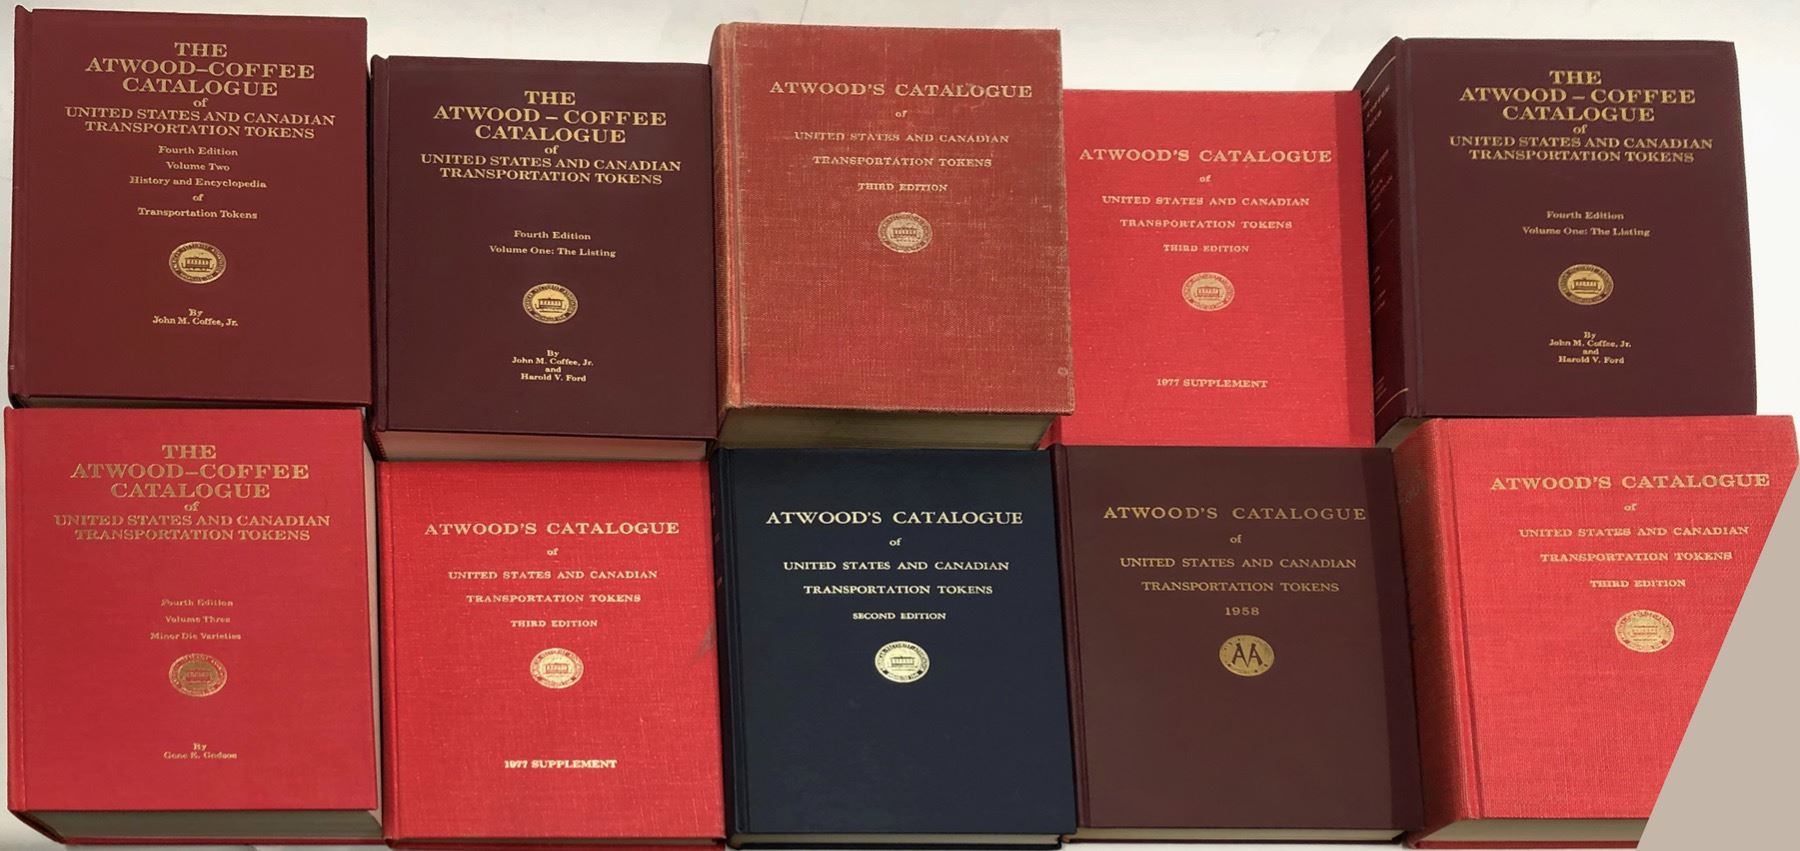 THE
ATWOOD-COFFEE
CATALOGUE
of
UNITED STATES AND CANADIAN
TRANSPORTATION TOKENS
Fourth Edition
Volume Two
History and Encyclopedia
of
Transportation Tokens
By
John M. Coffee, Jr.
THE
ATWOOD-COFFEE
CATALOGUE
of
UNITED STATES AND CANADIAN
TRANSPORTATION TOKENS
Fourth Edition
Volume One: The Listing
By
John M. Coffee, Jr.
and
Harold V. Ford
ATWOOD'S CATALOGUE
of
UNITED STATES AND CANADIAN
TRANSPORTATION TOKENS
THIRD EDITION
ATWOOD'S CATALOGUE
of
UNITED STATES AND CANADIAN
TRANSPORTATION TOKENS
THIRD EDITION
1977 SUPPLEMENT
THE
ATWOOD-COFFEE
CATALOGUE
of
UNITED STATES AND CANADIAN
TRANSPORTATION TOKENS
Fourth Edition
Volume One: The Listing
By
John M. Coffee, Jr.
and
Harold V. Ford
THE
ATWOOD-COFFEE
CATALOGUE
of
UNITED STATES AND CANADIAN
TRANSPORTATION TOKENS
Fourth Edition
Volume Three
Minor Die Varieties
By
Gene E. Godson
ATWOOD'S CATALOGUE
of
UNITED STATES AND CANADIAN
TRANSPORTATION TOKENS
THIRD EDITION
1977 SUPPLEMENT
ATWOOD'S CATALOGUE
of
UNITED STATES AND CANADIAN
TRANSPORTATION TOKENS
SECOND EDITION
ATWOOD'S CATALOGUE
of
UNITED STATES AND CANADIAN
TRANSPORTATION TOKENS
1958
AVA
ATWOOD'S CATALOGUE
of
UNITED STATES AND CANADIAN
TRANSPORTATION TOKENS
THIRD EDITION